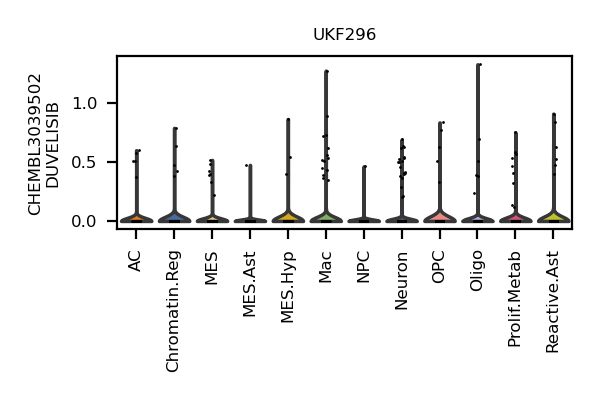 UKF296
CHEMBL3039502
DUVELISIB
1.0
0.5
0.0
AC
Chromatin.Reg
MES
MES.Ast
MES.Hyp
Mac
NPC
Neuron
OPC
Oligo
Prolif.Metab
Reactive.Ast